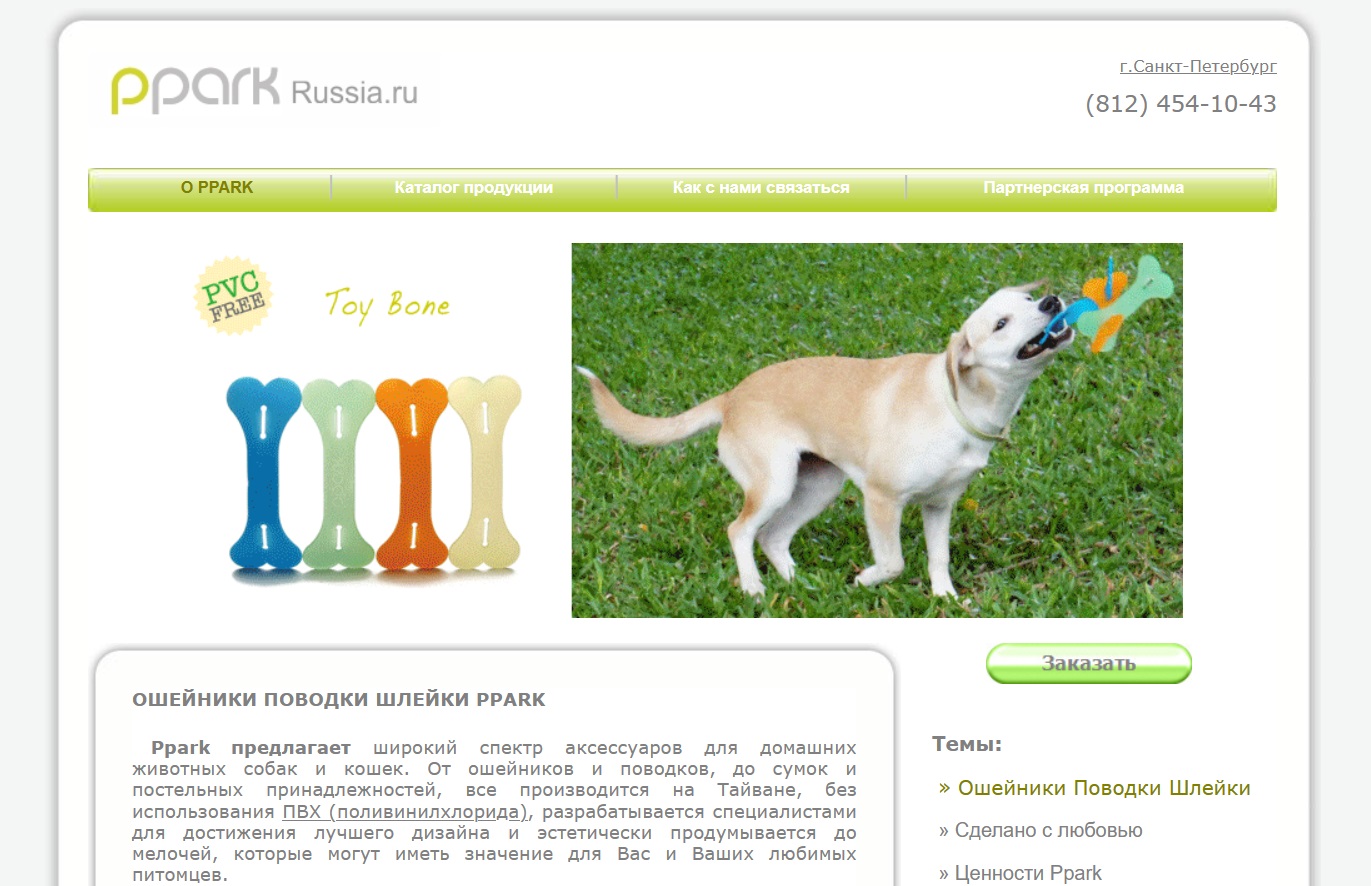 ppark Russia.ru
г.Санкт-Петербург
(812) 454-10-43
О PPARK
Каталог продукции
Как с нами связаться
Партнерская программа
PVC
FREE
Toy Bone
Заказать
ОШЕЙНИКИ ПОВОДКИ ШЛЕЙКИ PPARK
Ppark предлагает широкий спектр аксессуаров для домашних
животных собак и кошек. От ошейников и поводков, до сумок и
постельных принадлежностей, все производится на Тайване, без
использования ПВХ (поливинилхлорида), разрабатывается специалистами
для достижения лучшего дизайна и эстетически продумывается до
мелочей, которые могут иметь значение для Вас и Ваших любимых
питомцев.
Темы:
» Ошейники Поводки Шлейки
» Сделано с любовью
» Ценности Ppark